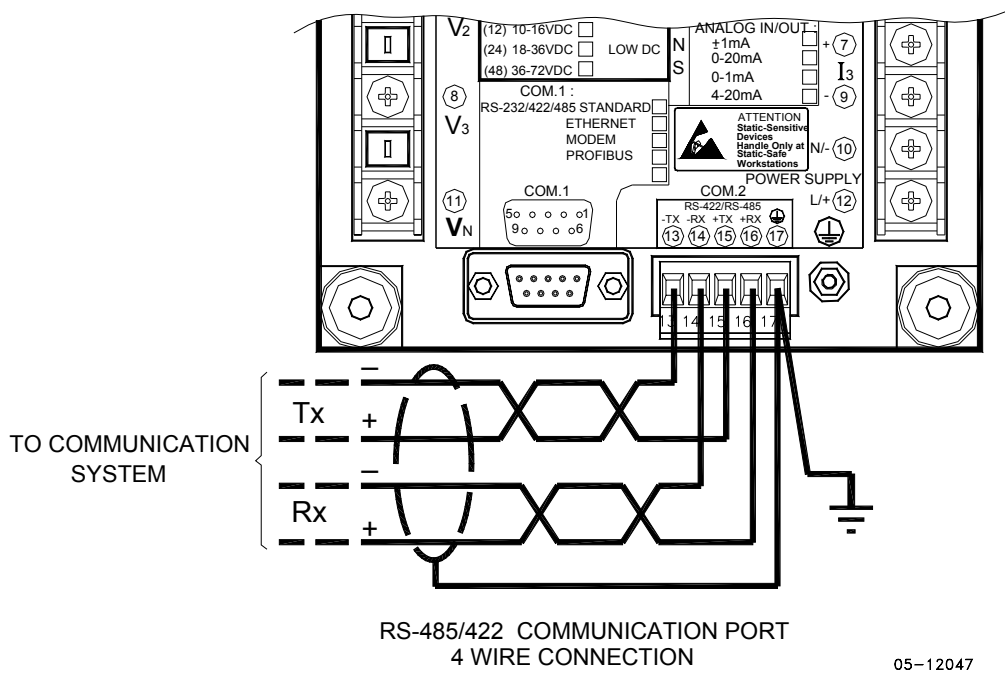 V2
(12) 10-16VDC
(24) 18-36VDC LOW DC
(48) 36-72VDC
N
S
ANALOG IN/OUT :
±1mA
0-20mA
0-1mA
4-20mA
+ 7
I3
- 9
8
V3
COM.1 :
RS-232/422/485 STANDARD
ETHERNET
MODEM
PROFIBUS
ATTENTION
Static-Sensitive
Devices
Handle Only at
Static-Safe
Workstations
N/- 10
POWER SUPPLY
L/+ 12
11
VN
COM.1
5 1
9 6
COM.2
RS-422/RS-485
-TX -RX +TX +RX
13 14 15 16 17
13 14 15 16 17
TO COMMUNICATION
SYSTEM
–
Tx
+
–
Rx
+
RS-485/422 COMMUNICATION PORT
4 WIRE CONNECTION
05-12047